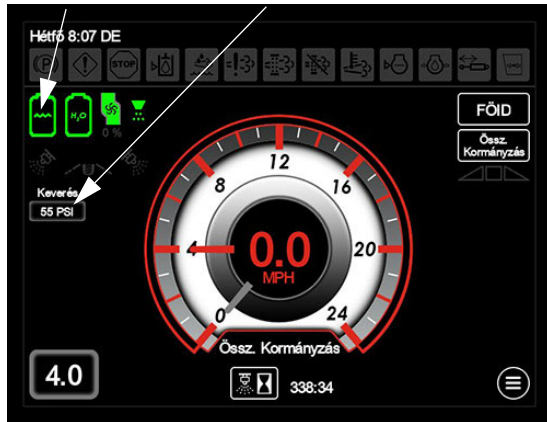 Hétfő 8:07 DE
STOP
H₂O
0 %
FÖlD
Össz.
Kormányzás
Keverés
55 PSI
12
8
16
4
20
0
24
0.0
MPH
Össz. Kormányzás
4.0
338:34